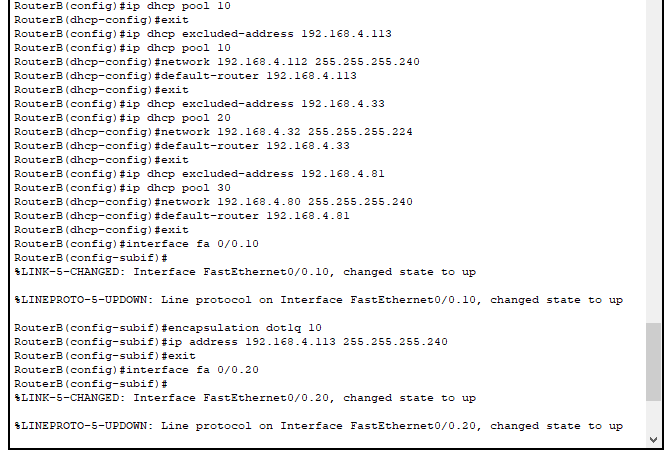 RouterB(config)#ip dhcp pool 10
RouterB(dhcp-config)#exit
RouterB(config)#ip dhcp excluded-address 192.168.4.113
RouterB(config)#ip dhcp pool 10
RouterB(dhcp-config)#network 192.168.4.112 255.255.255.240
RouterB(dhcp-config)#default-router 192.168.4.113
RouterB(dhcp-config)#exit
RouterB(config)#ip dhcp excluded-address 192.168.4.33
RouterB(config)#ip dhcp pool 20
RouterB(dhcp-config)#network 192.168.4.32 255.255.255.224
RouterB(dhcp-config)#default-router 192.168.4.33
RouterB(dhcp-config)#exit
RouterB(config)#ip dhcp excluded-address 192.168.4.81
RouterB(config)#ip dhcp pool 30
RouterB(dhcp-config)#network 192.168.4.80 255.255.255.240
RouterB(dhcp-config)#default-router 192.168.4.81
RouterB(dhcp-config)#exit
RouterB(config)#interface fa 0/0.10
RouterB(config-subif)#
%LINK-5-CHANGED: Interface FastEthernet0/0.10, changed state to up
%LINEPROTO-5-UPDOWN: Line protocol on Interface FastEthernet0/0.10, changed state to up
RouterB(config-subif)#encapsulation dot1q 10
RouterB(config-subif)#ip address 192.168.4.113 255.255.255.240
RouterB(config-subif)#exit
RouterB(config)#interface fa 0/0.20
RouterB(config-subif)#
%LINK-5-CHANGED: Interface FastEthernet0/0.20, changed state to up
%LINEPROTO-5-UPDOWN: Line protocol on Interface FastEthernet0/0.20, changed state to up